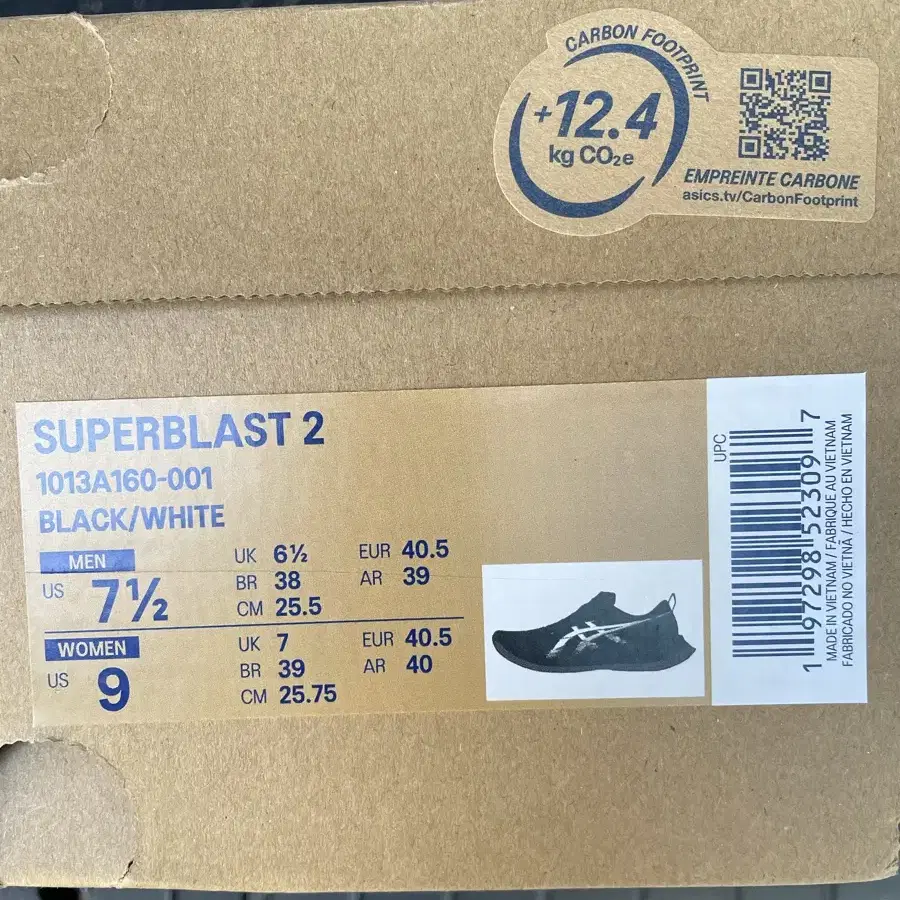 CARBON FOOTPRINT
+12.4
kg CO₂e
EMPREINTE CARBONE
asics.tv/CarbonFootprint
SUPERBLAST 2
1013A160-001
BLACK/WHITE
MEN
US 7½
UK 6½
BR 38
CM 25.5
EUR 40.5
AR 39
WOMEN
US 9
UK 7
BR 39
CM 25.75
EUR 40.5
AR 40
UPC
1 97298 52309 7
MADE IN VIETNAM / FABRIQUE AU VIETNAM
FABRICADO NO VIETNÃ / HECHO EN VIETNAM